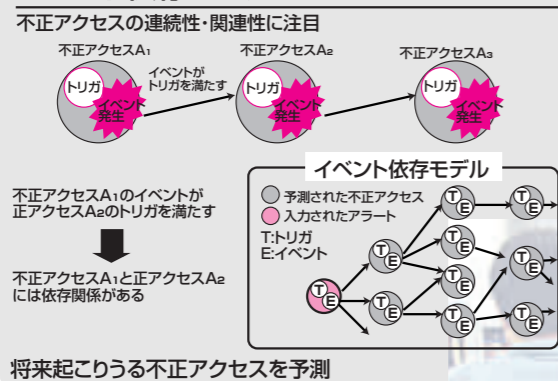 不正アクセスの連続性・関連性に注目
不正アクセスA1
不正アクセスA2
不正アクセスA3
イベントが
トリガを満たす
トリガ
イベント
発生
トリガ
イベント
発生
トリガ
イベント
発生
不正アクセスA1のイベントが
正アクセスA2のトリガを満たす
不正アクセスA1と正アクセスA2
には依存関係がある
イベント依存モデル
予測された不正アクセス
入力されたアラート
T:トリガ
E:イベント
T
E
T
E
T
E
T
E
T
E
T
E
T
E
T
E
T
E
T
E
将来起こりうる不正アクセスを予測